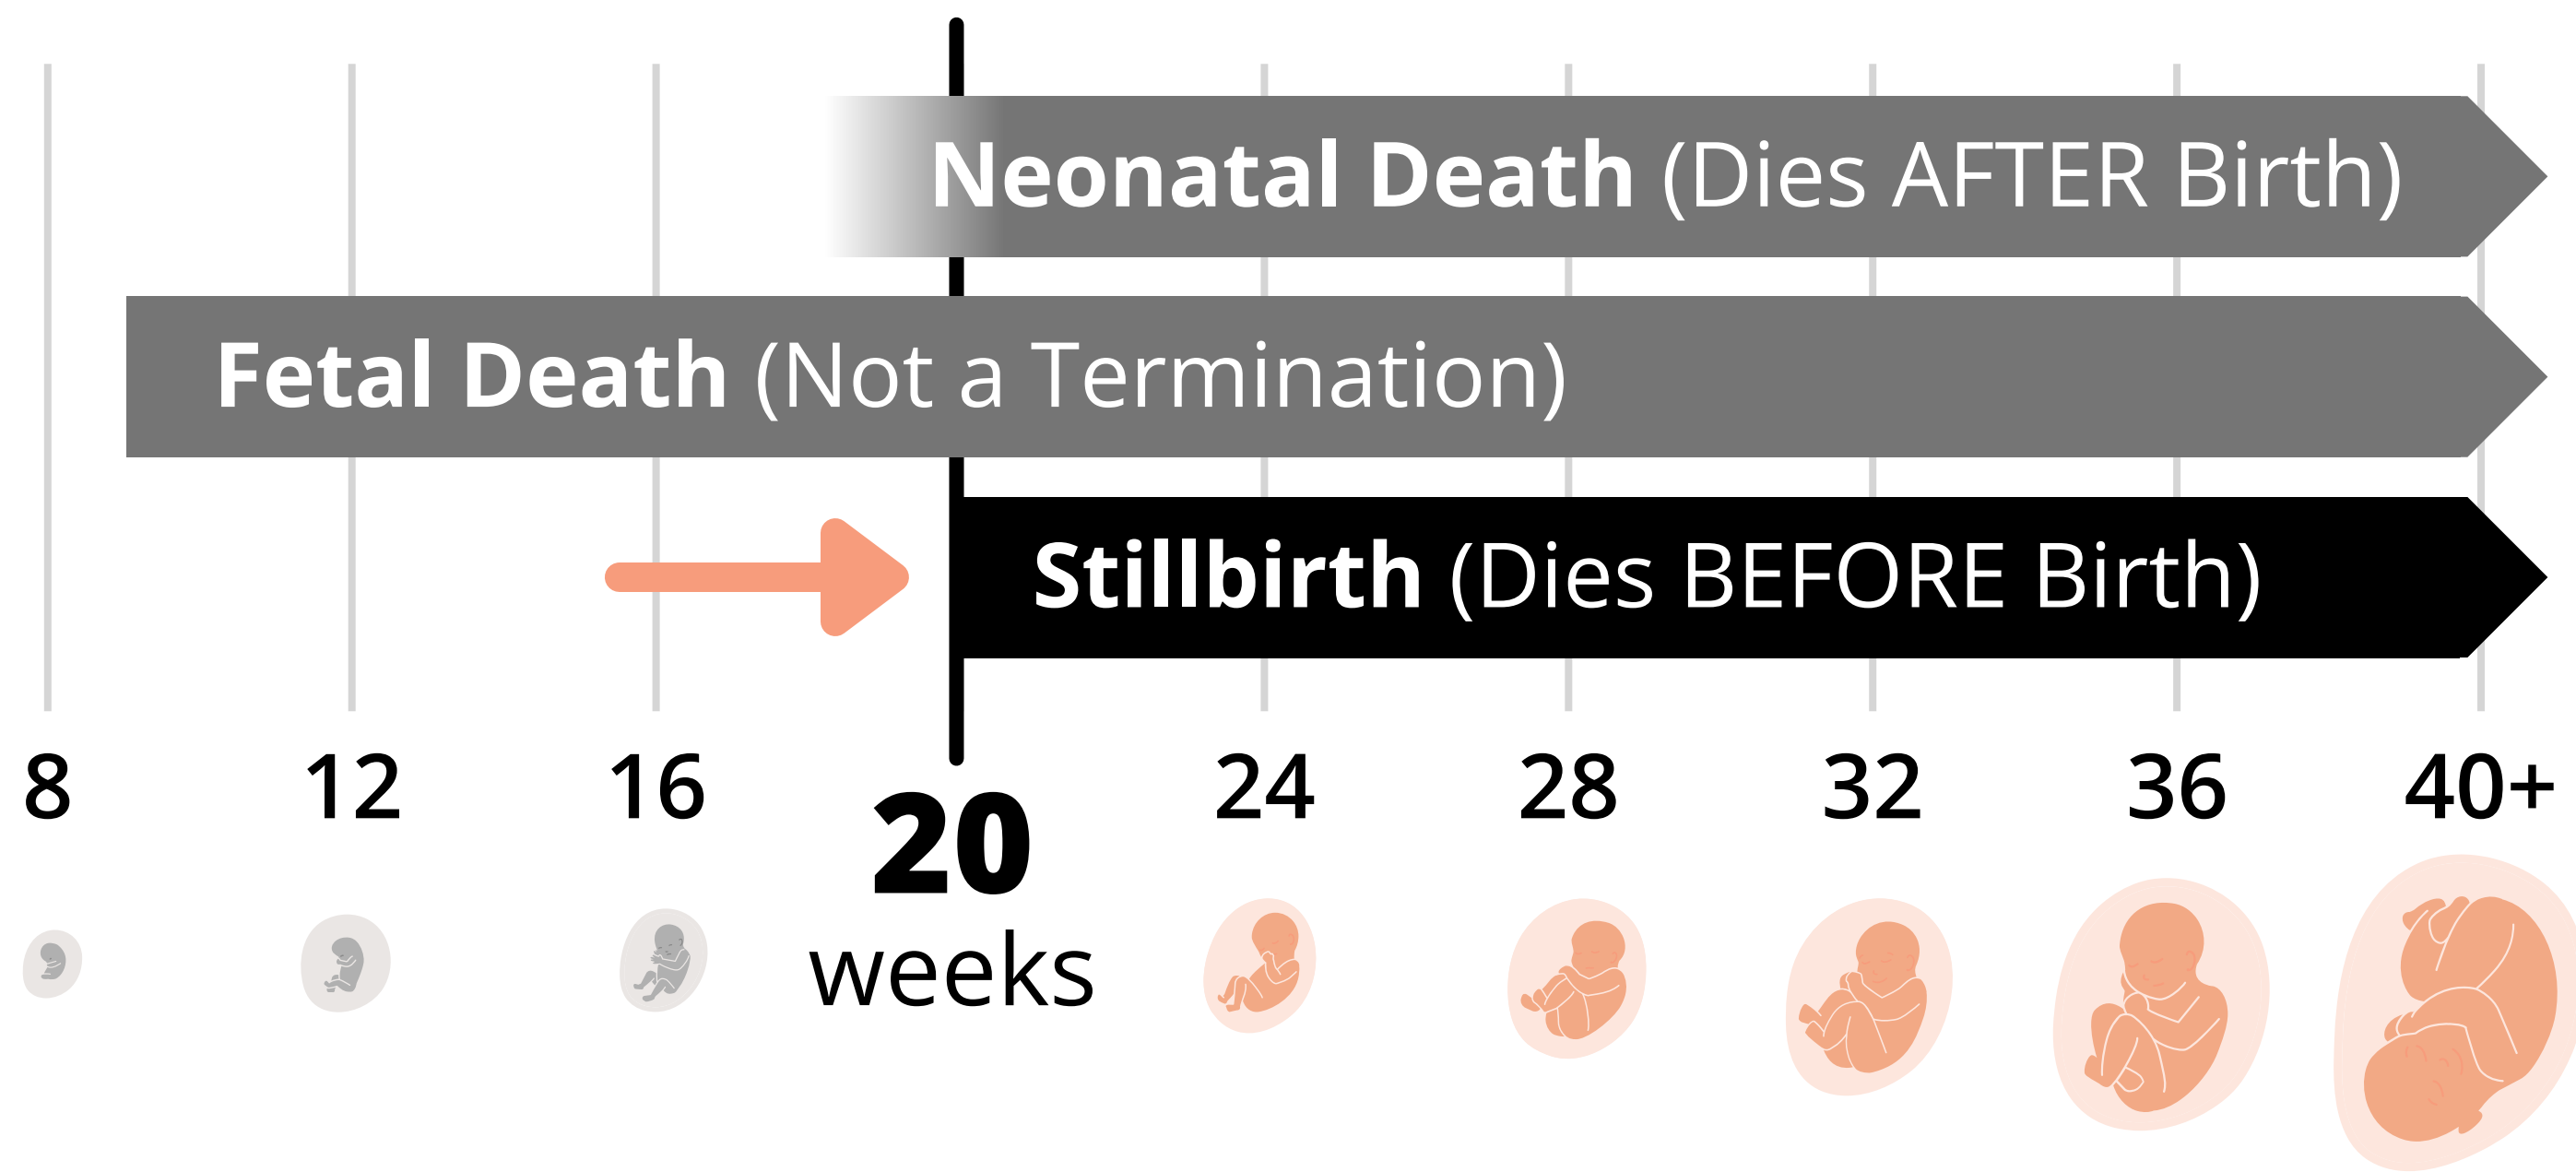 Neonatal Death (Dies AFTER Birth)
Fetal Death (Not a Termination)
Stillbirth (Dies BEFORE Birth)
8 12 16 20 24 28 32 36 40+
weeks